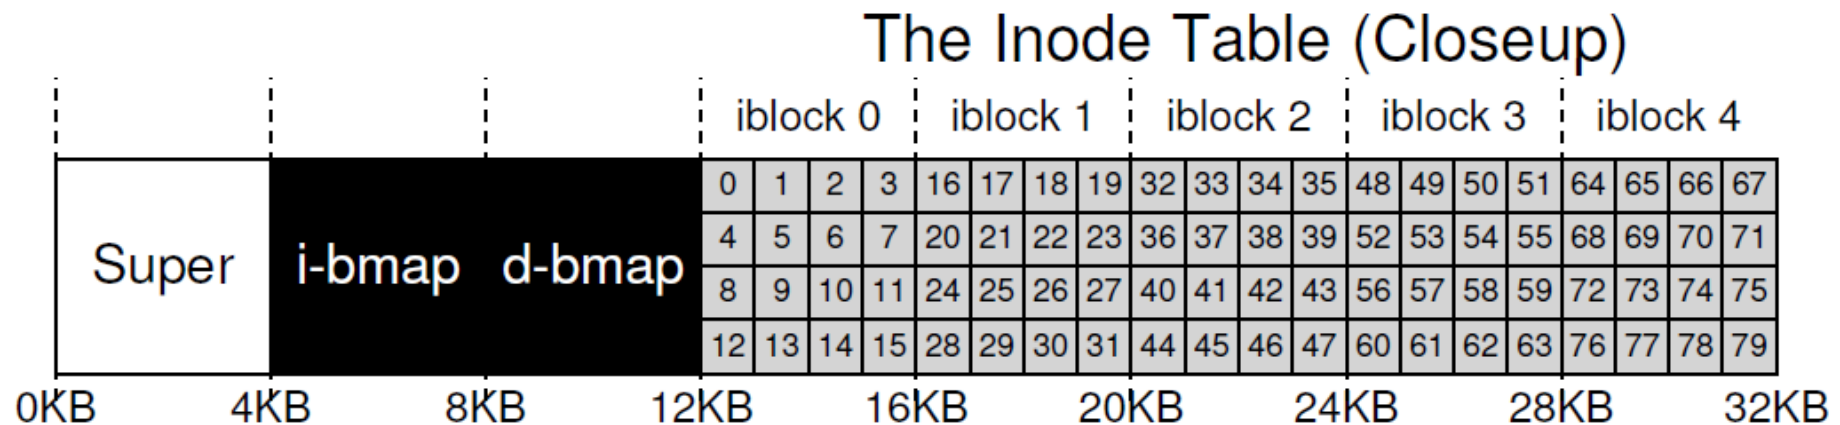 The Inode Table (Closeup)
iblock 0 iblock 1 iblock 2 iblock 3 iblock 4
0 1 2 3 16 17 18 19 32 33 34 35 48 49 50 51 64 65 66 67
4 5 6 7 20 21 22 23 36 37 38 39 52 53 54 55 68 69 70 71
Super i-bmap d-bmap
8 9 10 11 24 25 26 27 40 41 42 43 56 57 58 59 72 73 74 75
12 13 14 15 28 29 30 31 44 45 46 47 60 61 62 63 76 77 78 79
0KB 4KB 8KB 12KB 16KB 20KB 24KB 28KB 32KB